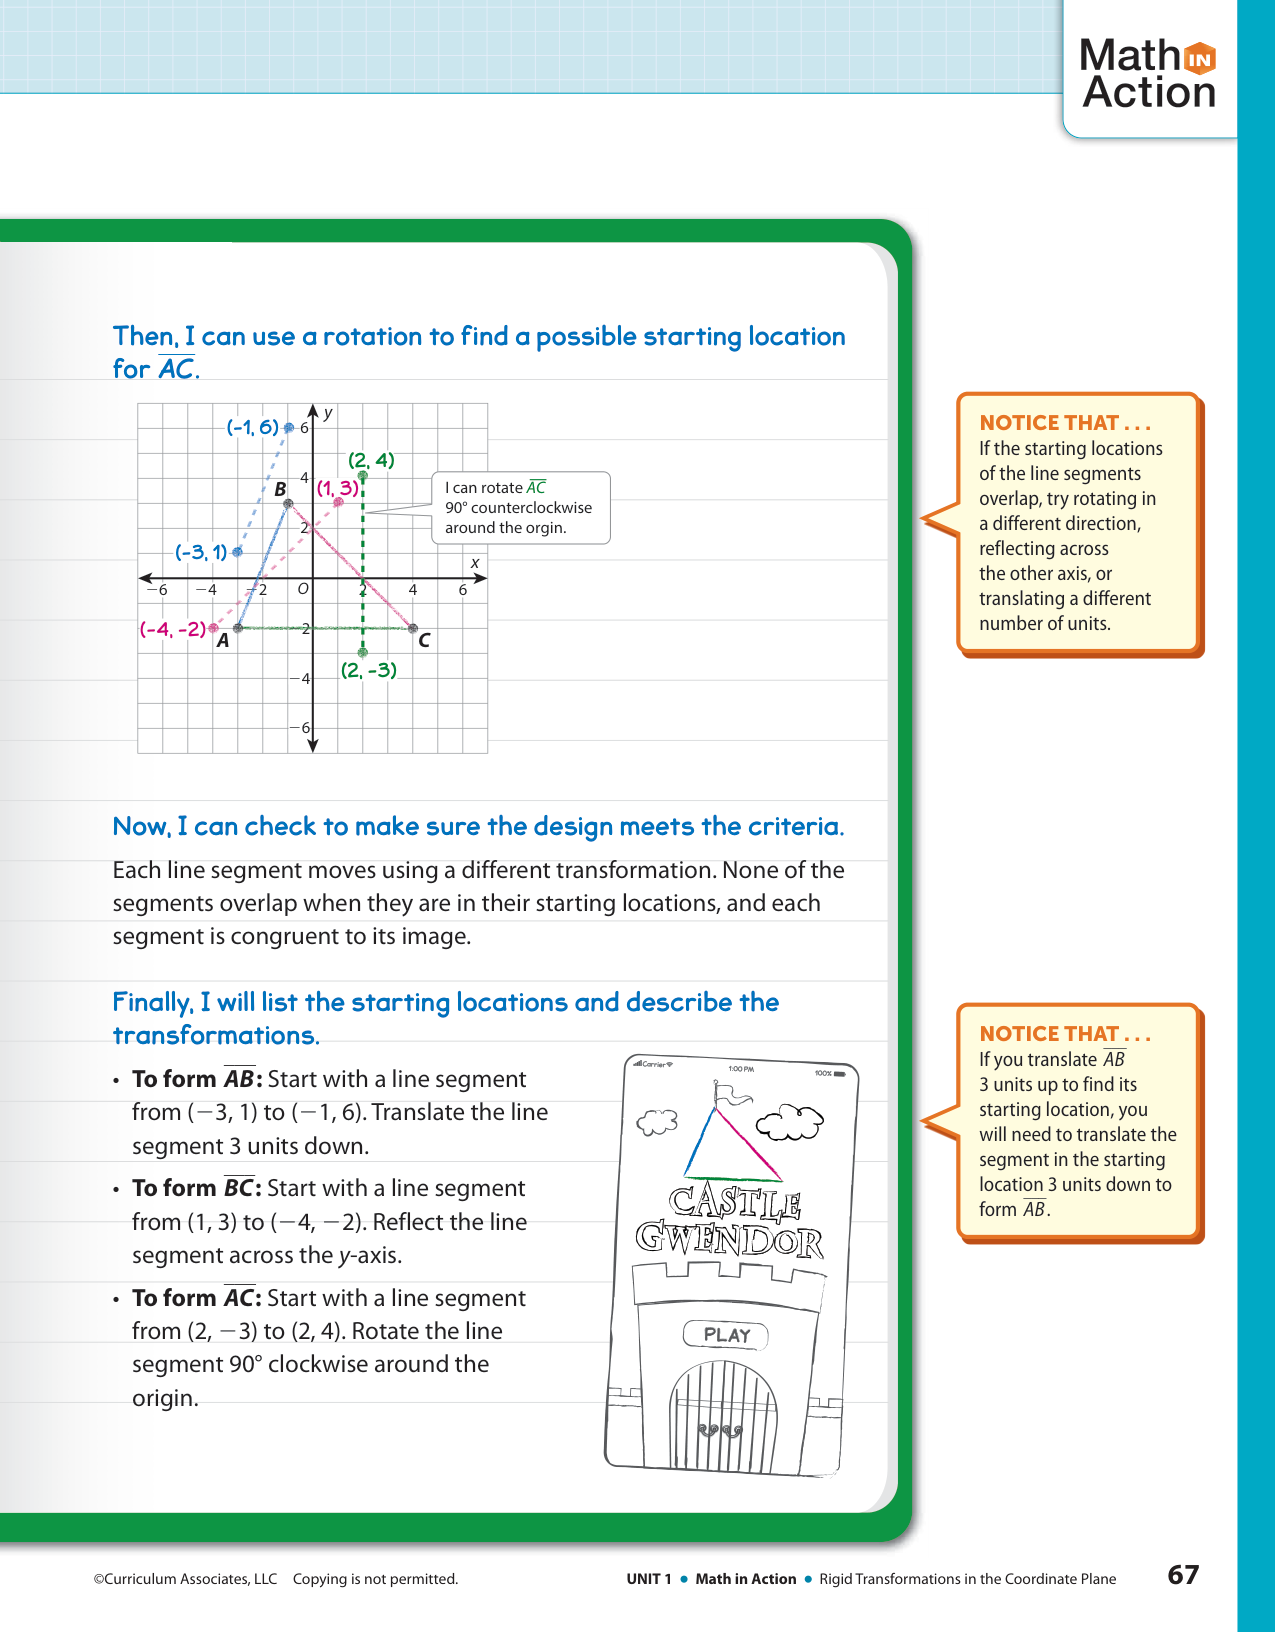 Math IN
Action
Then, I can use a rotation to find a possible starting location
for AC.
y
(−1, 6)
6
(2, 4)
4
B
(1, 3)
I can rotate AC
90° counterclockwise
around the orgin.
2
(−3, 1)
x
−6 −4 −2 O 2 4 6
(−4, −2)
A
−2
C
(2, −3)
−4
−6
NOTICE THAT . . .
If the starting locations
of the line segments
overlap, try rotating in
a different direction,
reflecting across
the other axis, or
translating a different
number of units.
Now, I can check to make sure the design meets the criteria.
Each line segment moves using a different transformation. None of the
segments overlap when they are in their starting locations, and each
segment is congruent to its image.
Finally, I will list the starting locations and describe the
transformations.
• To form AB: Start with a line segment
from (−3, 1) to (−1, 6). Translate the line
segment 3 units down.
• To form BC: Start with a line segment
from (1, 3) to (−4, −2). Reflect the line
segment across the y-axis.
• To form AC: Start with a line segment
from (2, −3) to (2, 4). Rotate the line
segment 90° clockwise around the
origin.
Carrier 1:00 PM 100%
CASTLE
GWENDOR
PLAY
NOTICE THAT . . .
If you translate AB
3 units up to find its
starting location, you
will need to translate the
segment in the starting
location 3 units down to
form AB.
©Curriculum Associates, LLC Copying is not permitted.
UNIT 1 • Math in Action • Rigid Transformations in the Coordinate Plane 67